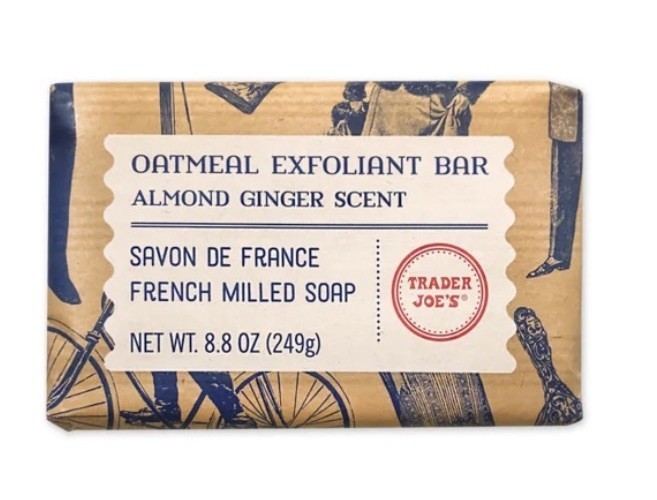 OATMEAL EXFOLIANT BAR
ALMOND GINGER SCENT
SAVON DE FRANCE
FRENCH MILLED SOAP
NET WT. 8.8 OZ (249g)
TRADER
JOE'S®